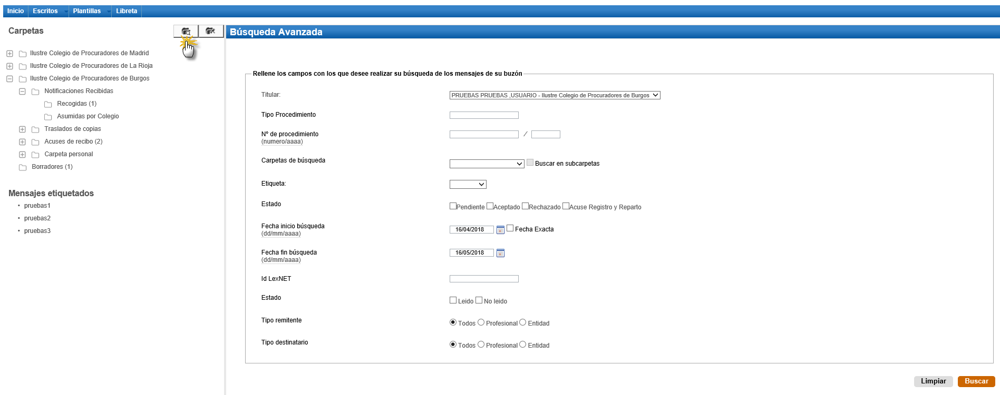 Inicio Escritos Plantillas Libreta
Carpetas
Ilustre Colegio de Procuradores de Madrid
Ilustre Colegio de Procuradores de La Rioja
Ilustre Colegio de Procuradores de Burgos
Notificaciones Recibidas
Recogidas (1)
Asumidas por Colegio
Traslados de copias
Acuses de recibo (2)
Carpeta personal
Borradores (1)
Mensajes etiquetados
• pruebas1
• pruebas2
• pruebas3
Búsqueda Avanzada
Rellene los campos con los que desee realizar su búsqueda de los mensajes de su buzón
Titular: PRUEBAS PRUEBAS ,USUARIO - Ilustre Colegio de Procuradores de Burgos
Tipo Procedimiento
Nº de procedimiento /
(numero/aaaa)
Carpetas de búsqueda Buscar en subcarpetas
Etiqueta:
Estado Pendiente Aceptado Rechazado Acuse Registro y Reparto
Fecha inicio búsqueda 16/04/2018 Fecha Exacta
(dd/mm/aaaa)
Fecha fin búsqueda 16/05/2018
(dd/mm/aaaa)
Id LexNET
Estado Leido No leido
Tipo remitente Todos Profesional Entidad
Tipo destinatario Todos Profesional Entidad
Limpiar Buscar